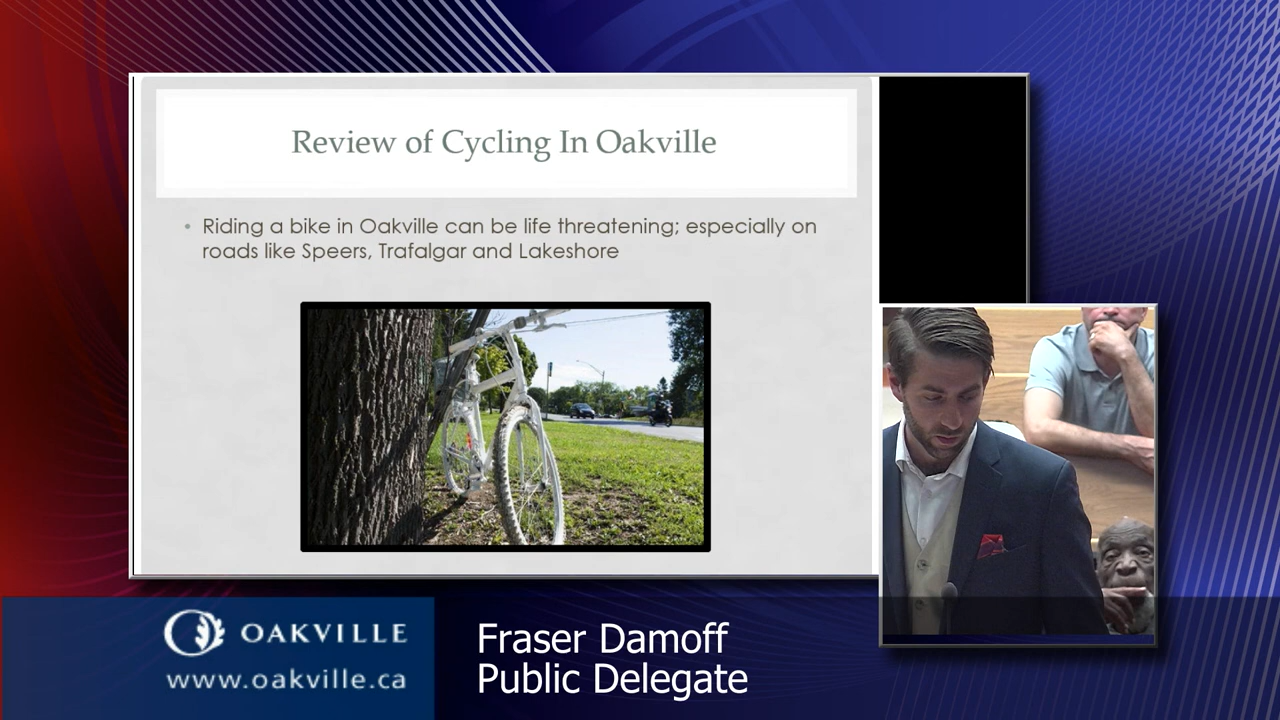 Review of Cycling In Oakville
• Riding a bike in Oakville can be life threatening; especially on
roads like Speers, Trafalgar and Lakeshore
OAKVILLE
www.oakville.ca
Fraser Damoff
Public Delegate